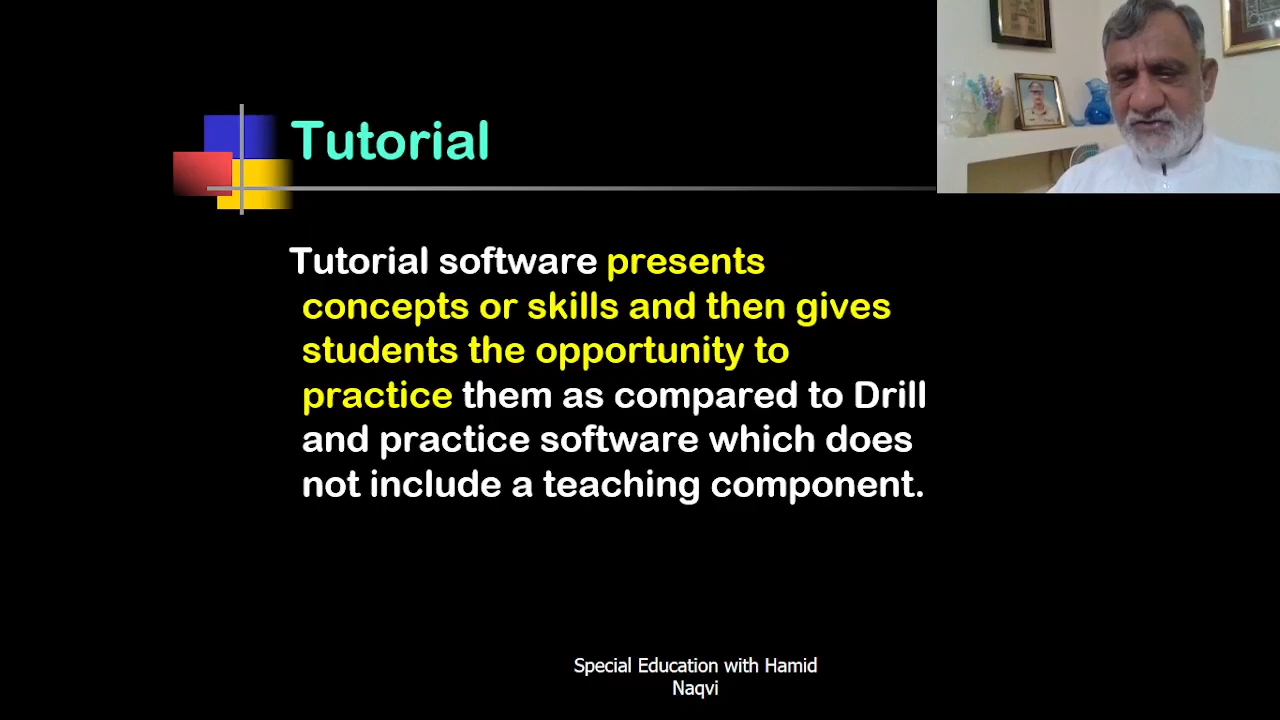 Tutorial
Tutorial software presents
concepts or skills and then gives
students the opportunity to
practice them as compared to Drill
and practice software which does
not include a teaching component.
Special Education with Hamid
Naqvi